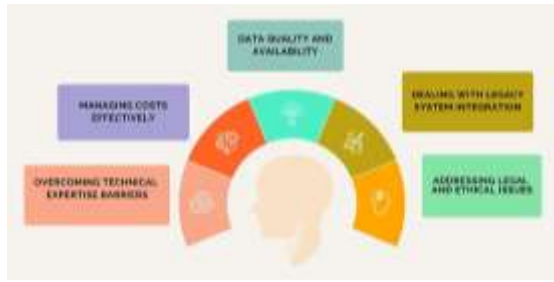 DATA QUALITY AND
AVAILABILITY
MANAGING COSTS
EFFECTIVELY
DEALING WITH LEGACY
SYSTEM INTEGRATION
OVERCOMING TECHNICAL
EXPERTISE BARRIERS
ADDRESSING LEGAL
AND ETHICAL ISSUES